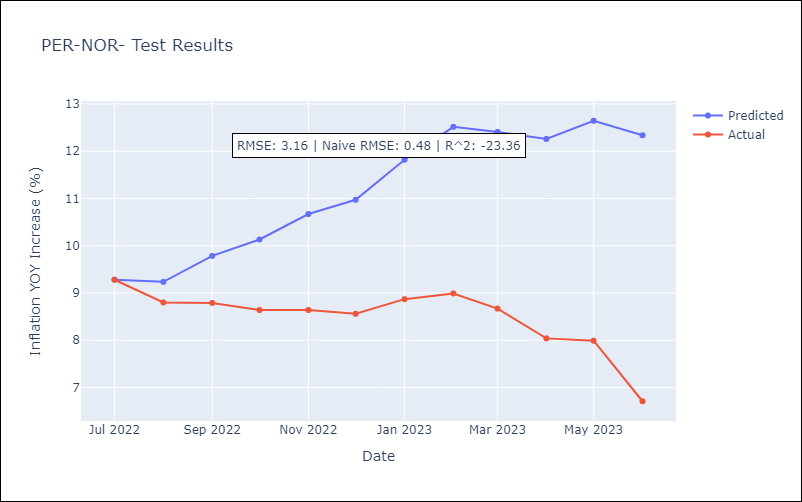 PER-NOR- Test Results
13
12
11
10
9
8
7
Inflation YOY Increase (%)
RMSE: 3.16 | Naive RMSE: 0.48 | R^2: -23.36
Predicted
Actual
Jul 2022
Sep 2022
Nov 2022
Jan 2023
Mar 2023
May 2023
Date